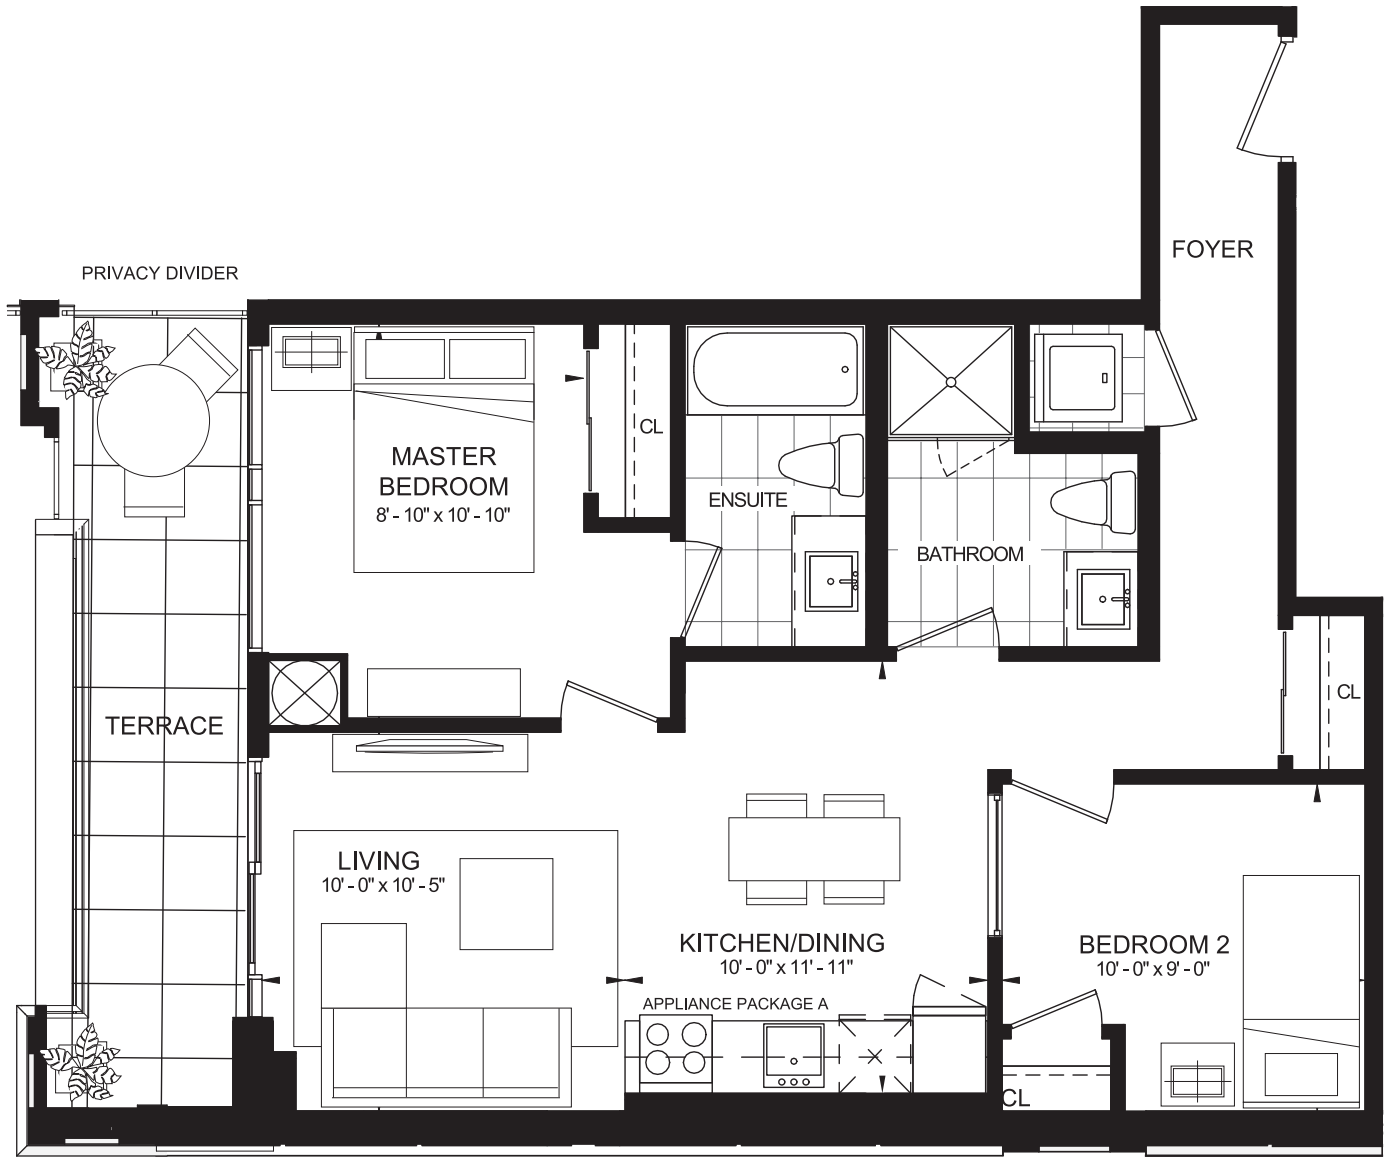 FOYER
PRIVACY DIVIDER
CL
MASTER
BEDROOM
8' - 10" x 10' - 10"
ENSUITE
BATHROOM
CL
TERRACE
LIVING
10' - 0" x 10' - 5"
KITCHEN/DINING
10' - 0" x 11' - 11"
BEDROOM 2
10' - 0" x 9' - 0"
APPLIANCE PACKAGE A
CL